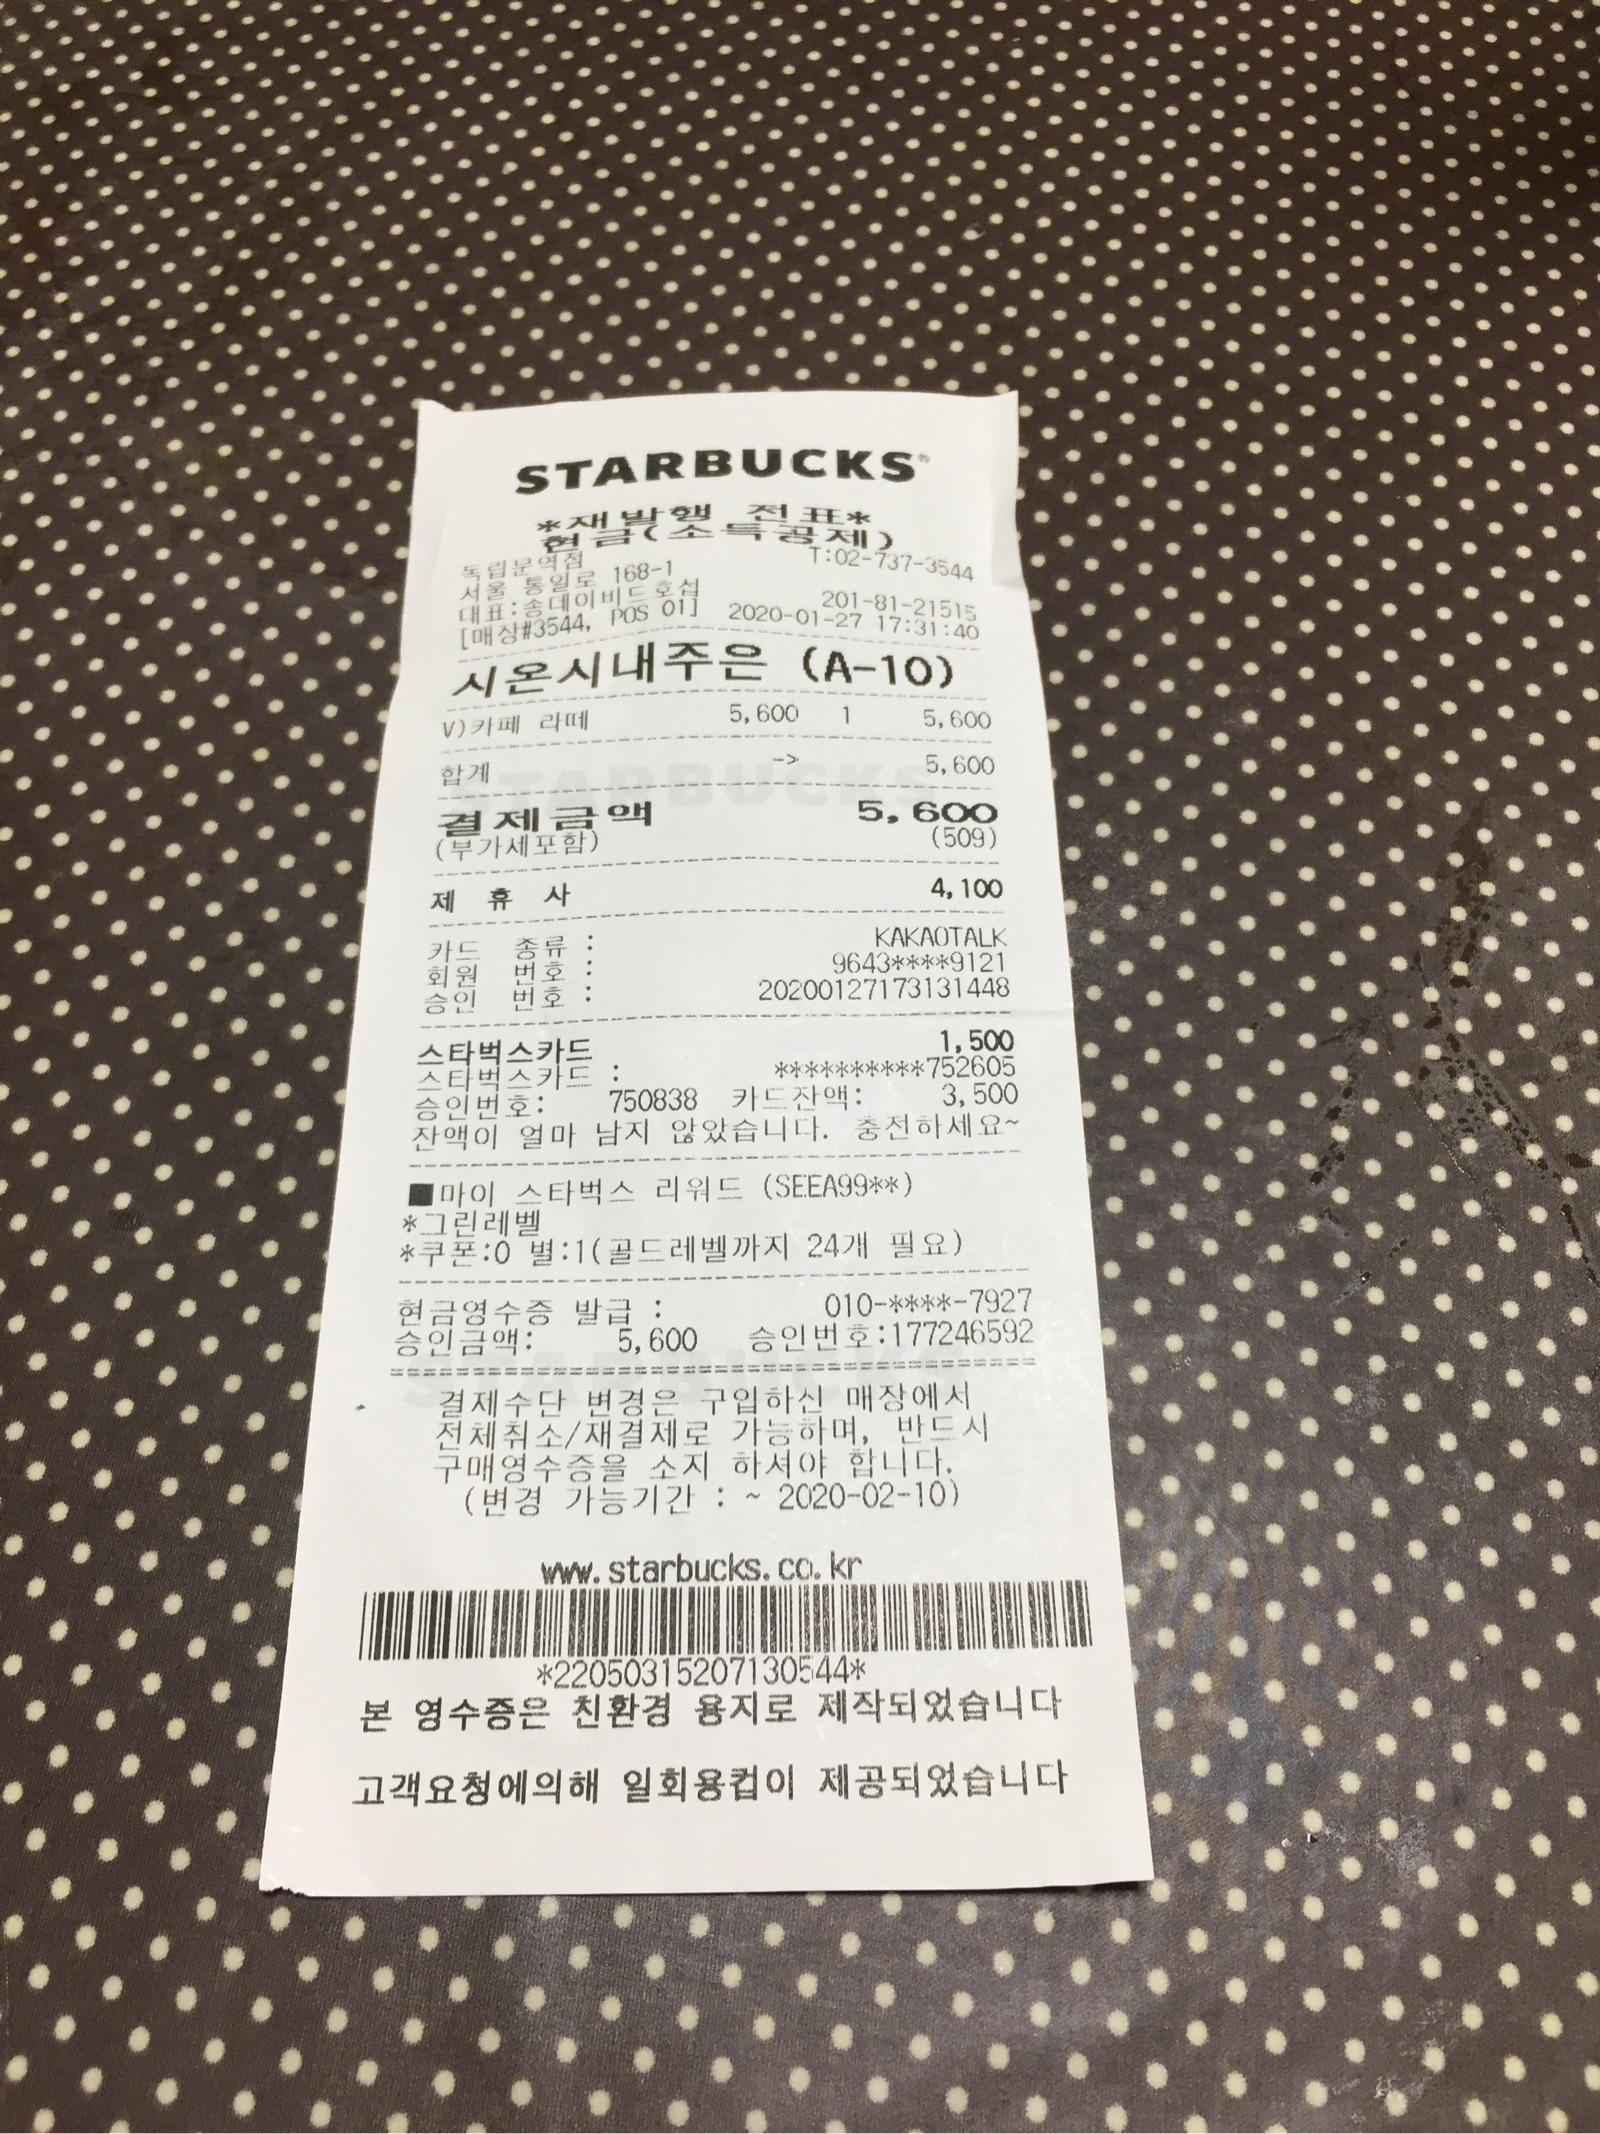 STARBUCKS®
*재발행 전표*
현금(소득공제)
독립문역점 T:02-737-3544
서울 통일로 168-1
대표:송데이비드호섭 201-81-21515
[매장#3544, POS 01] 2020-01-27 17:31:40
시온시내주은 (A-10)
V)카페 라떼 5,600 1 5,600
합계 -> 5,600
결제금액 5,600
(부가세포함) (509)
제 휴 사 4,100
카드 종류 : KAKAOTALK
회원 번호 : 9643****9121
승인 번호 : 20200127173131448
스타벅스카드 1,500
스타벅스카드 : **********752605
승인번호: 750838 카드잔액: 3,500
잔액이 얼마 남지 않았습니다. 충전하세요~
■마이 스타벅스 리워드 (SEEA99**)
*그린레벨
*쿠폰:0 별:1(골드레벨까지 24개 필요)
현금영수증 발급 : 010-****-7927
승인금액: 5,600 승인번호:177246592
결제수단 변경은 구입하신 매장에서
전체취소/재결제로 가능하며, 반드시
구매영수증을 소지 하셔야 합니다.
(변경 가능기간 : ~ 2020-02-10)
www.starbucks.co.kr
*22050315207130544*
본 영수증은 친환경 용지로 제작되었습니다
고객요청에의해 일회용컵이 제공되었습니다